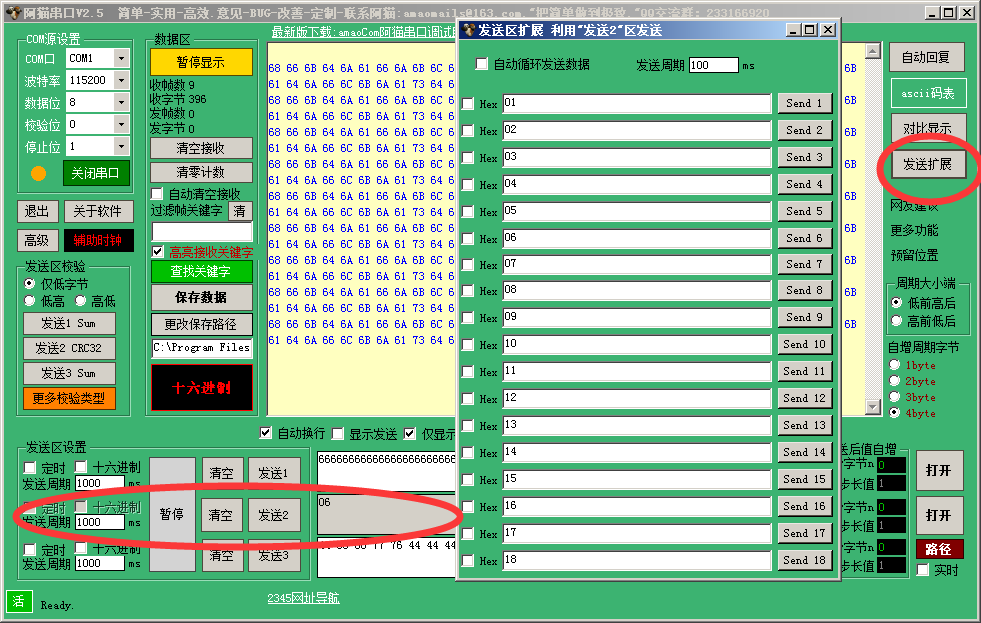 阿猫串口V2.5 简单-实用-高效.意见-BUG-改善-定制-联系阿猫:amaomails@163.com "把简单做到极致."QQ交流群: 233166920
COM源设置
COM口 COM1
波特率 115200
数据位 8
校验位 0
停止位 1
关闭串口
退出 关于软件
高级 辅助时钟
发送区校验
仅低字节
低高 高低
发送1 Sum
发送2 CRC32
发送3 Sum
更多校验类型
数据区
暂停显示
收帧数 9
收字节 396
发帧数 0
发字节 0
清空接收
清零计数
自动清空接收
过滤帧关键字 清
高亮接收关键字
查找关键字
保存数据
更改保存路径
C:\Program Files
十六进制
最新版下载:amaoCom阿猫串口调试
68 66 6B 64 6A 61 6B 6C 6 6B
61 64 6A 66 6C 6B 6A 61 73 64 6
68 66 6B 64 6A 61 6B 6C 6 6B
61 64 6A 66 6C 6B 6A 61 73 64 6
68 66 6B 64 6A 61 6B 6C 6 6B
61 64 6A 66 6C 6B 6A 61 73 64 6
68 66 6B 64 6A 61 6B 6C 6 6B
61 64 6A 66 6C 6B 6A 61 73 64 6
68 66 6B 64 6A 61 6B 6C 6 6B
61 64 6A 66 6C 6B 6A 61 73 64 6
68 66 6B 64 6A 61 6B 6C 6 6B
61 64 6A 66 6C 6B 6A 61 73 64 6
68 66 6B 64 6A 61 6B 6C 6 6B
61 64 6A 66 6C 6B 6A 61 73 64 6
68 66 6B 64 6A 61 6B 6C 6 6B
61 64 6A 66 6C 6B 6A 61 73 64 6
68 66 6B 64 6A 61 6B 6C 6 6B
61 64 6A 66 6C 6B 6A 61 73 64 6
自动换行 显示发送 仅显示
发送区扩展 利用"发送2"区发送
自动循环发送数据 发送周期 100 ms
Hex 01 Send 1
Hex 02 Send 2
Hex 03 Send 3
Hex 04 Send 4
Hex 05 Send 5
Hex 06 Send 6
Hex 07 Send 7
Hex 08 Send 8
Hex 09 Send 9
Hex 10 Send 10
Hex 11 Send 11
Hex 12 Send 12
Hex 13 Send 13
Hex 14 Send 14
Hex 15 Send 15
Hex 16 Send 16
Hex 17 Send 17
Hex 18 Send 18
自动回复
ascii码表
对比显示
发送扩展
网友建议
更多功能
预留位置
周期大小端
低前高后
高前低后
自增周期字节
1byte
2byte
3byte
4byte
发送区设置
定时 十六进制
发送周期 1000 ms
定时 十六进制
发送周期 1000 ms
定时 十六进制
发送周期 1000 ms
暂停
清空 发送1
清空 发送2
清空 发送3
06
送后值自增
字节n 0
步长值 1
字节n 0
步长值 1
字节n 0
步长值 1
打开
打开
路径
实时
活 Ready.
2345网址导航